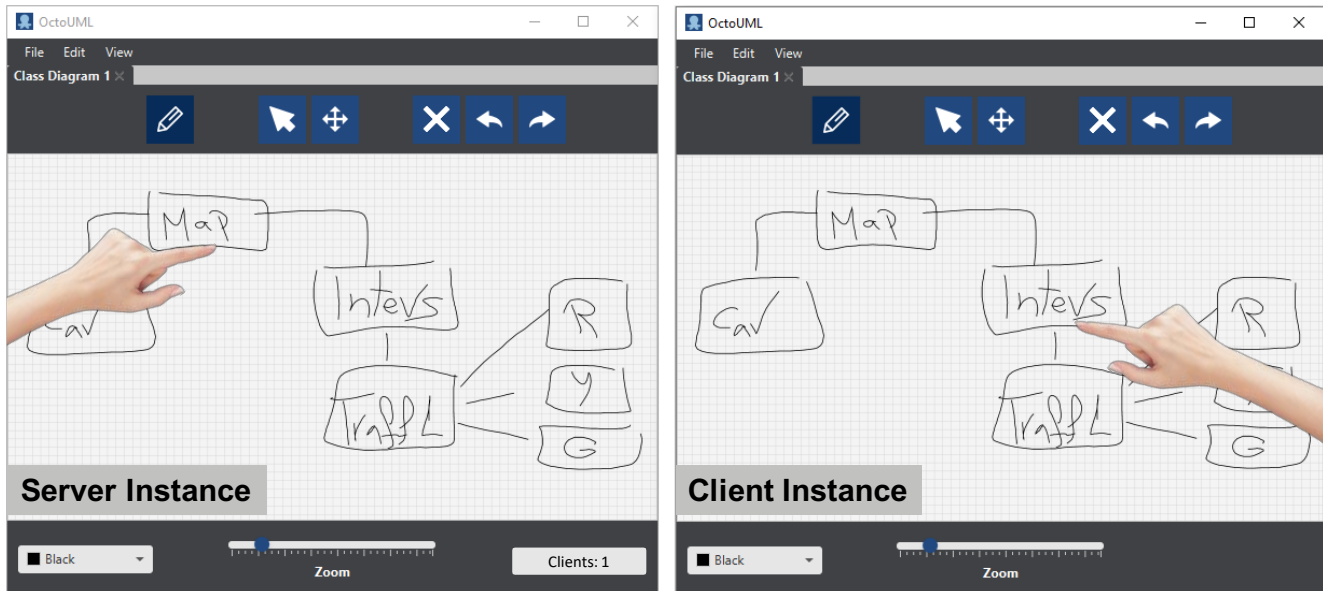 OctoUML
File Edit View
Class Diagram 1
Map
Intevs
Cav
R
Traffl
Y
G
Server Instance
Black
Zoom
Clients: 1
OctoUML
File Edit View
Class Diagram 1
Map
Intevs
Cav
R
Traffl
G
Client Instance
Black
Zoom